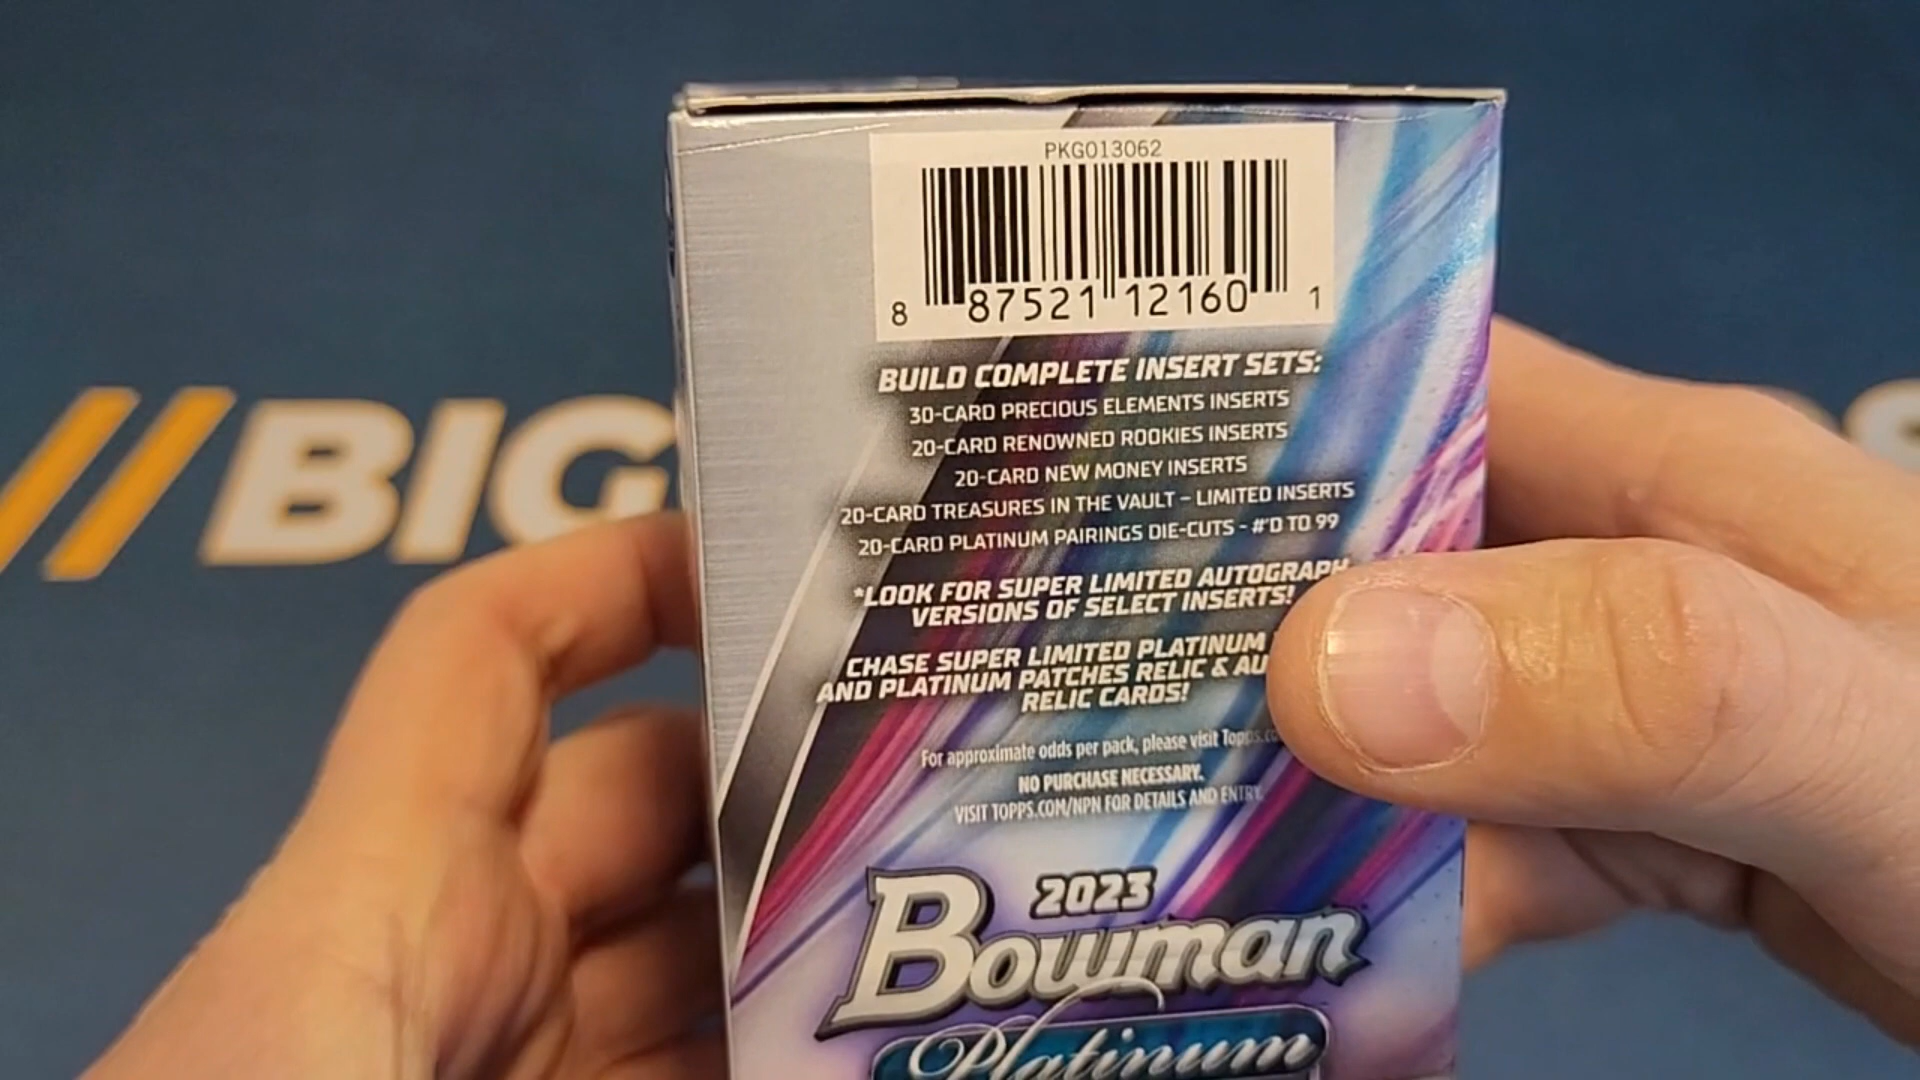 PKG013062
8 87521 12160 1
//BIG
BUILD COMPLETE INSERT SETS:
30-CARD PRECIOUS ELEMENTS INSERTS
20-CARD RENOWNED ROOKIES INSERTS
20-CARD NEW MONEY INSERTS
20-CARD TREASURES IN THE VAULT - LIMITED INSERTS
20-CARD PLATINUM PAIRINGS DIE-CUTS - #'D TO 99
*LOOK FOR SUPER LIMITED AUTOGRAPH
VERSIONS OF SELECT INSERTS!
CHASE SUPER LIMITED PLATINUM
AND PLATINUM PATCHES RELIC & AU
RELIC CARDS!
For approximate odds per pack, please visit Topps.co
NO PURCHASE NECESSARY.
VISIT TOPPS.COM/NPN FOR DETAILS AND ENTRY.
2023
Bowman
Platinum